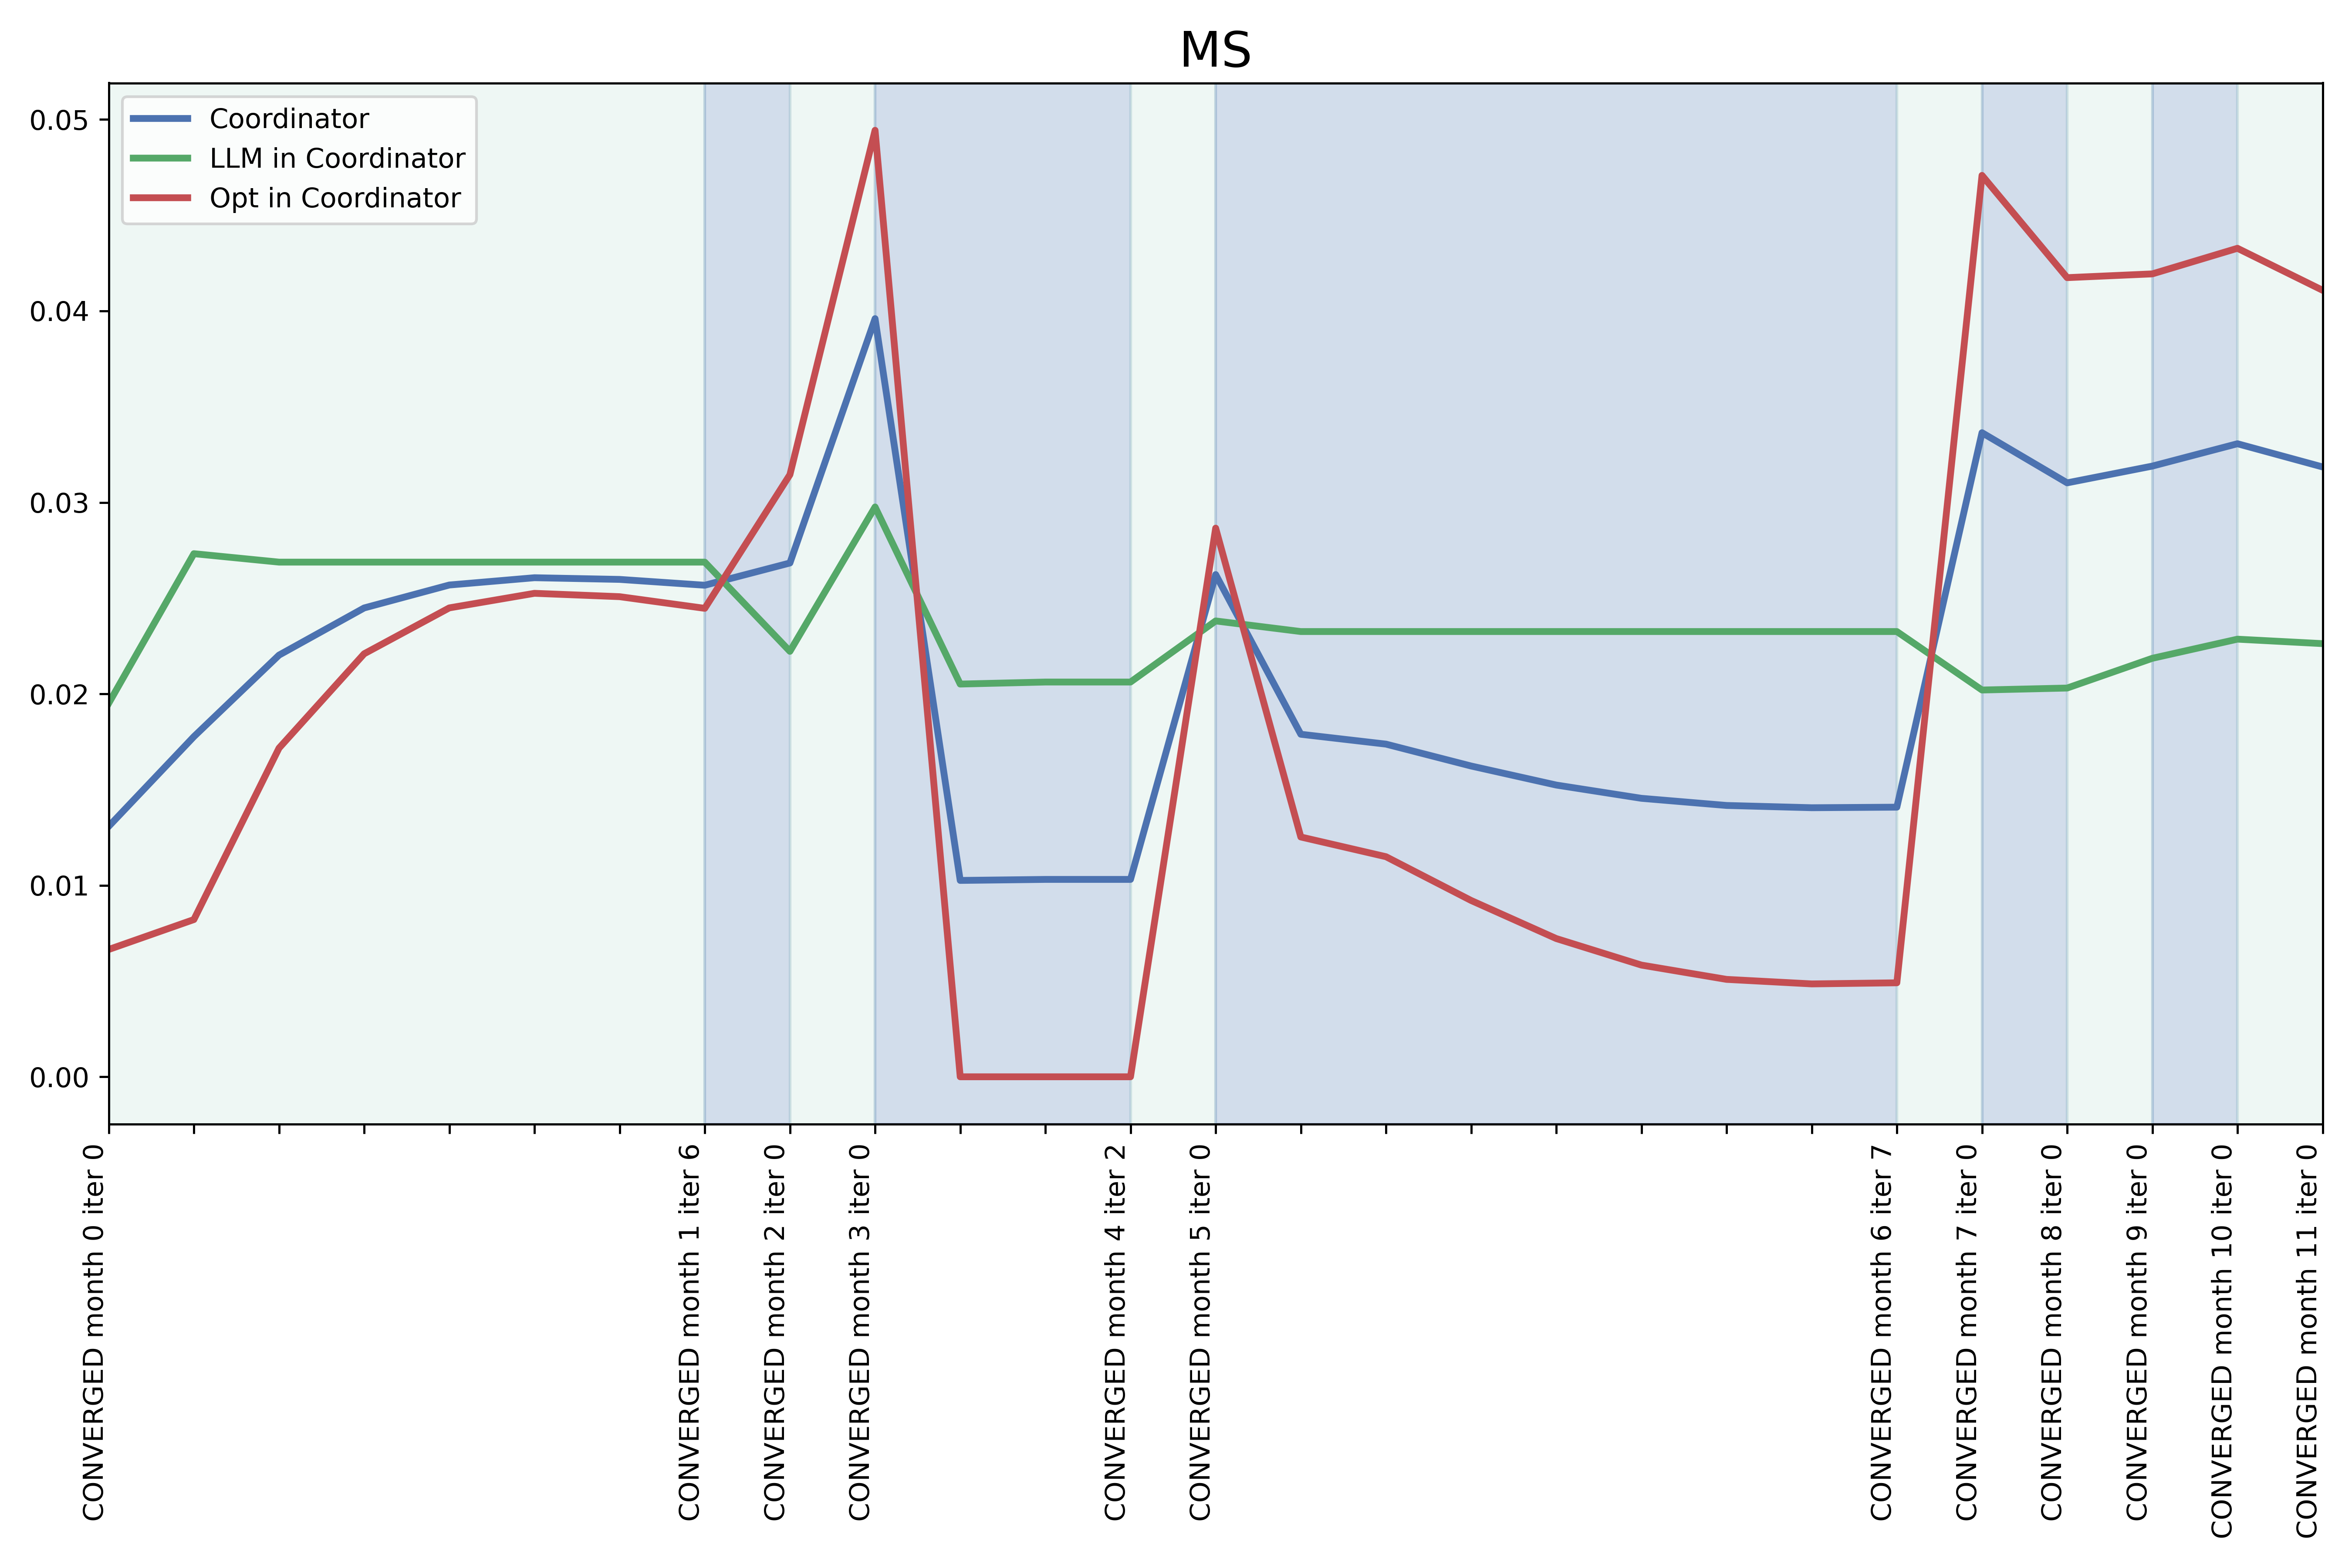 MS
Coordinator
LLM in Coordinator
Opt in Coordinator
0.05
0.04
0.03
0.02
0.01
0.00
CONVERGED month 0 iter 0
CONVERGED month 1 iter 6
CONVERGED month 2 iter 0
CONVERGED month 3 iter 0
CONVERGED month 4 iter 2
CONVERGED month 5 iter 0
CONVERGED month 6 iter 7
CONVERGED month 7 iter 0
CONVERGED month 8 iter 0
CONVERGED month 9 iter 0
CONVERGED month 10 iter 0
CONVERGED month 11 iter 0